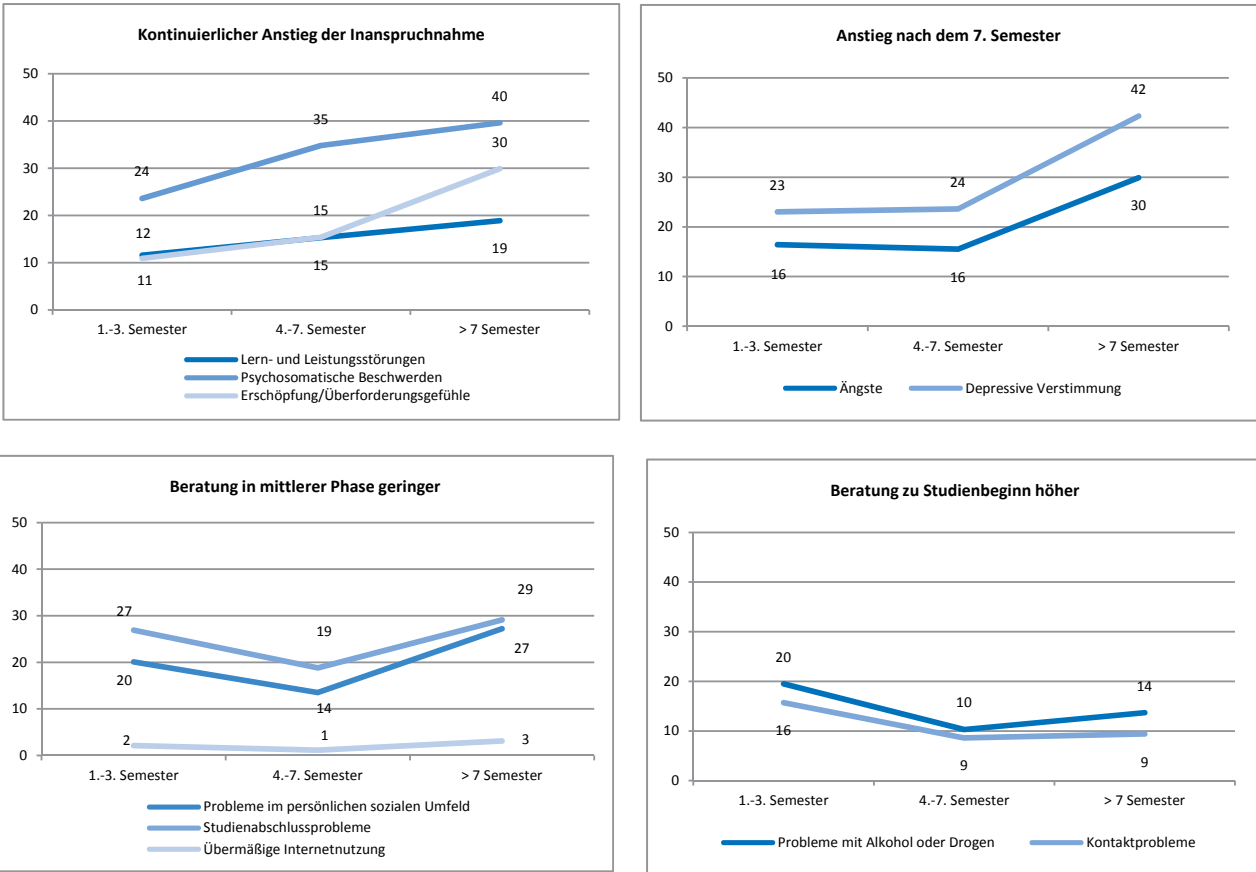 Kontinuierlicher Anstieg der Inanspruchnahme
50
40
30
20
10
0
24
35
40
30
12
15
11
15
19
1.-3. Semester
4.-7. Semester
> 7 Semester
Lern- und Leistungsstörungen
Psychosomatische Beschwerden
Erschöpfung/Überforderungsgefühle
Anstieg nach dem 7. Semester
50
40
30
20
10
0
23
24
42
16
16
30
1.-3. Semester
4.-7. Semester
> 7 Semester
Ängste
Depressive Verstimmung
Beratung in mittlerer Phase geringer
50
40
30
20
10
0
27
19
29
20
14
27
2
1
3
1.-3. Semester
4.-7. Semester
> 7 Semester
Probleme im persönlichen sozialen Umfeld
Studienabschlussprobleme
Übermäßige Internetnutzung
Beratung zu Studienbeginn höher
50
40
30
20
10
0
20
10
14
16
9
9
1.-3. Semester
4.-7. Semester
> 7 Semester
Probleme mit Alkohol oder Drogen
Kontaktprobleme